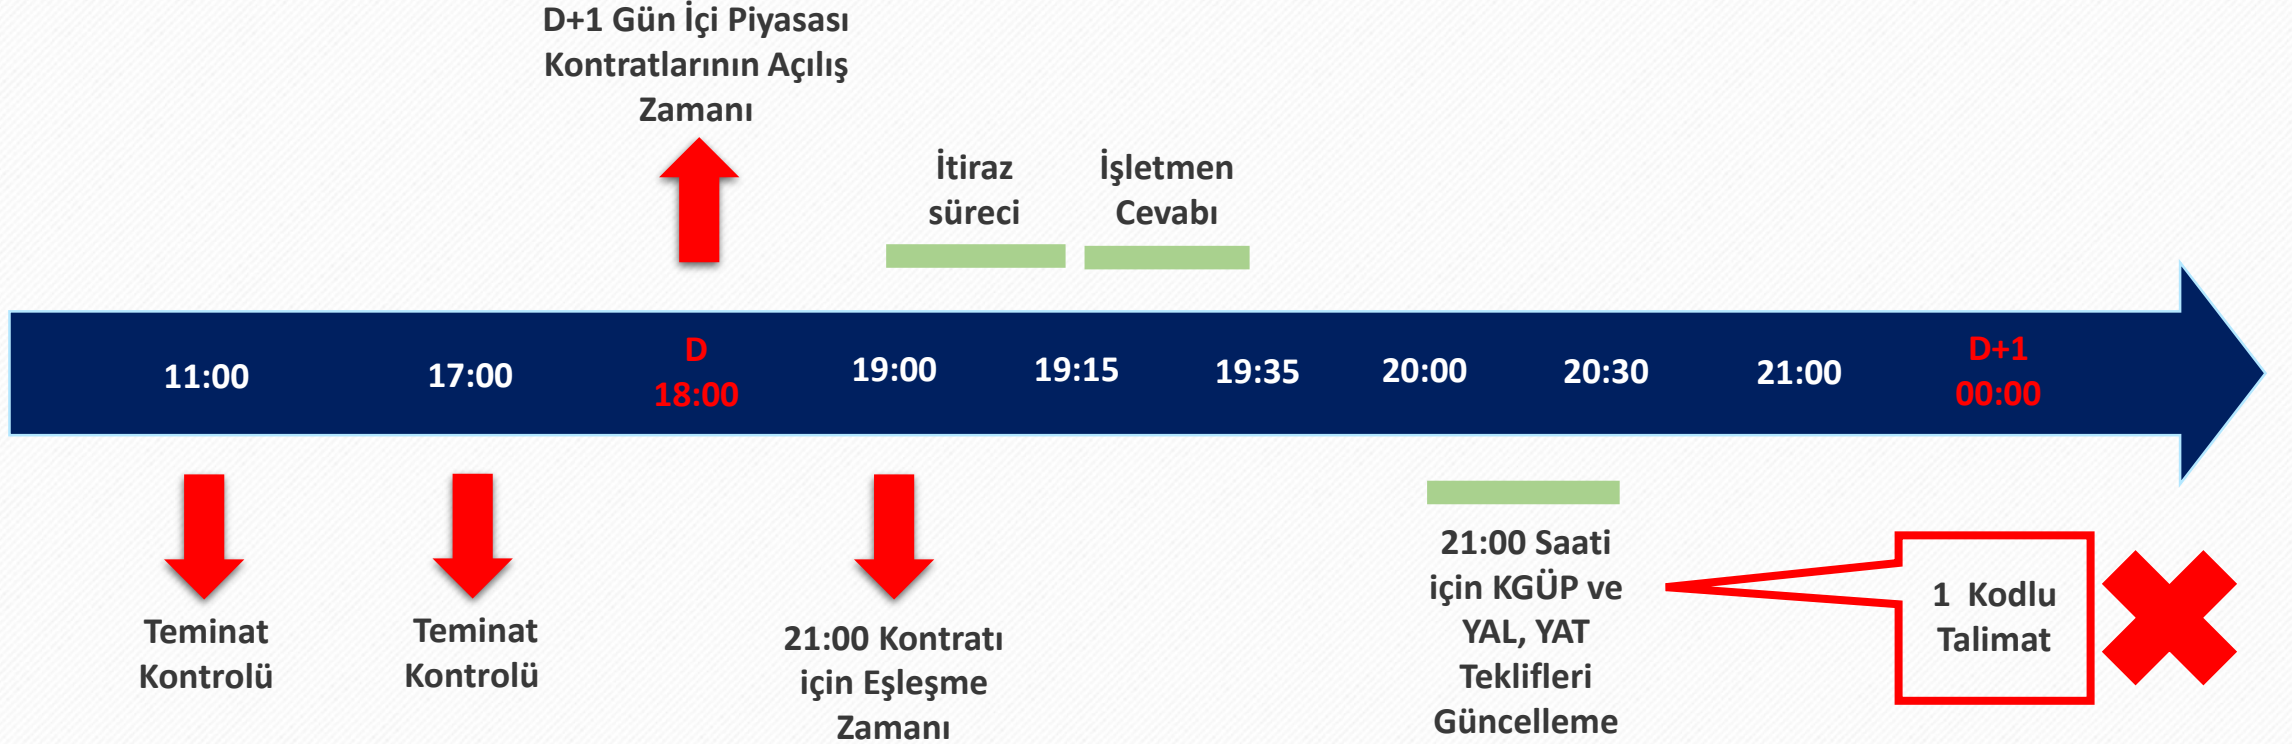 D+1 Gün İçi Piyasası
Kontratlarının Açılış
Zamanı
İtiraz
süreci
İşletmen
Cevabı
11:00
17:00
D
18:00
19:00
19:15
19:35
20:00
20:30
21:00
D+1
00:00
Teminat
Kontrolü
Teminat
Kontrolü
21:00 Kontratı
için Eşleşme
Zamanı
21:00 Saati
için KGÜP ve
YAL, YAT
Teklifleri
Güncelleme
1 Kodlu
Talimat